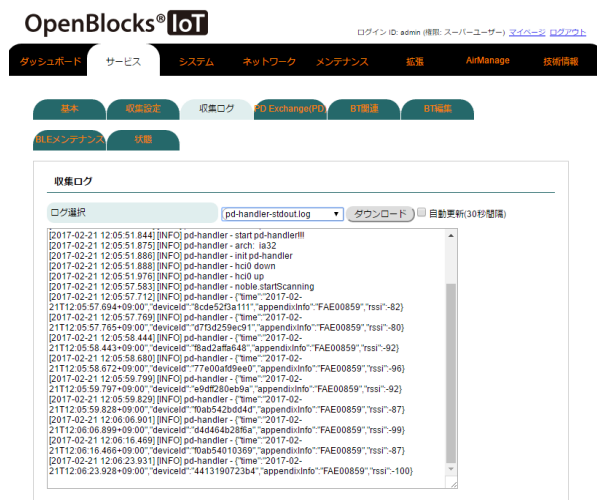 OpenBlocks® IoT
ログイン ID: admin (権限: スーパーユーザー) マイページ ログアウト
ダッシュボード サービス システム ネットワーク メンテナンス 拡張 AirManage 技術情報
基本 収集設定 収集ログ PD Exchange(PD) BT関連 BT編集
BLEメンテナンス 状態
収集ログ
ログ選択 pd-handler-stdout.log ダウンロード 自動更新(30秒間隔)
[2017-02-21 12:05:51.844] [INFO] pd-handler - start pd-handler!!!!
[2017-02-21 12:05:51.875] [INFO] pd-handler - arch: ia32
[2017-02-21 12:05:51.886] [INFO] pd-handler - init pd-handler
[2017-02-21 12:05:51.888] [INFO] pd-handler - hci0 down
[2017-02-21 12:05:51.976] [INFO] pd-handler - hci0 up
[2017-02-21 12:05:57.583] [INFO] pd-handler - noble.startScanning
[2017-02-21 12:05:57.712] [INFO] pd-handler - {"time":"2017-02-
21T12:05:57.694+09:00","deviceId":"8cde52f3a111","appendixInfo":"FAE00859","rssi":-82}
[2017-02-21 12:05:57.769] [INFO] pd-handler - {"time":"2017-02-
21T12:05:57.765+09:00","deviceId":"d7f3d259ec91","appendixInfo":"FAE00859","rssi":-80}
[2017-02-21 12:05:58.444] [INFO] pd-handler - {"time":"2017-02-
21T12:05:58.443+09:00","deviceId":"f8ad2affa648","appendixInfo":"FAE00859","rssi":-92}
[2017-02-21 12:05:58.680] [INFO] pd-handler - {"time":"2017-02-
21T12:05:58.672+09:00","deviceId":"77e00afd9ee0","appendixInfo":"FAE00859","rssi":-96}
[2017-02-21 12:05:59.799] [INFO] pd-handler - {"time":"2017-02-
21T12:05:59.797+09:00","deviceId":"e9dff280eb9a","appendixInfo":"FAE00859","rssi":-92}
[2017-02-21 12:05:59.829] [INFO] pd-handler - {"time":"2017-02-
21T12:05:59.828+09:00","deviceId":"f0ab542bdd4d","appendixInfo":"FAE00859","rssi":-87}
[2017-02-21 12:06:06.901] [INFO] pd-handler - {"time":"2017-02-
21T12:06:06.899+09:00","deviceId":"d4d464b28f6a","appendixInfo":"FAE00859","rssi":-99}
[2017-02-21 12:06:16.469] [INFO] pd-handler - {"time":"2017-02-
21T12:06:16.466+09:00","deviceId":"f0ab54010369","appendixInfo":"FAE00859","rssi":-87}
[2017-02-21 12:06:23.931] [INFO] pd-handler - {"time":"2017-02-
21T12:06:23.928+09:00","deviceId":"4413190723b4","appendixInfo":"FAE00859","rssi":-100}